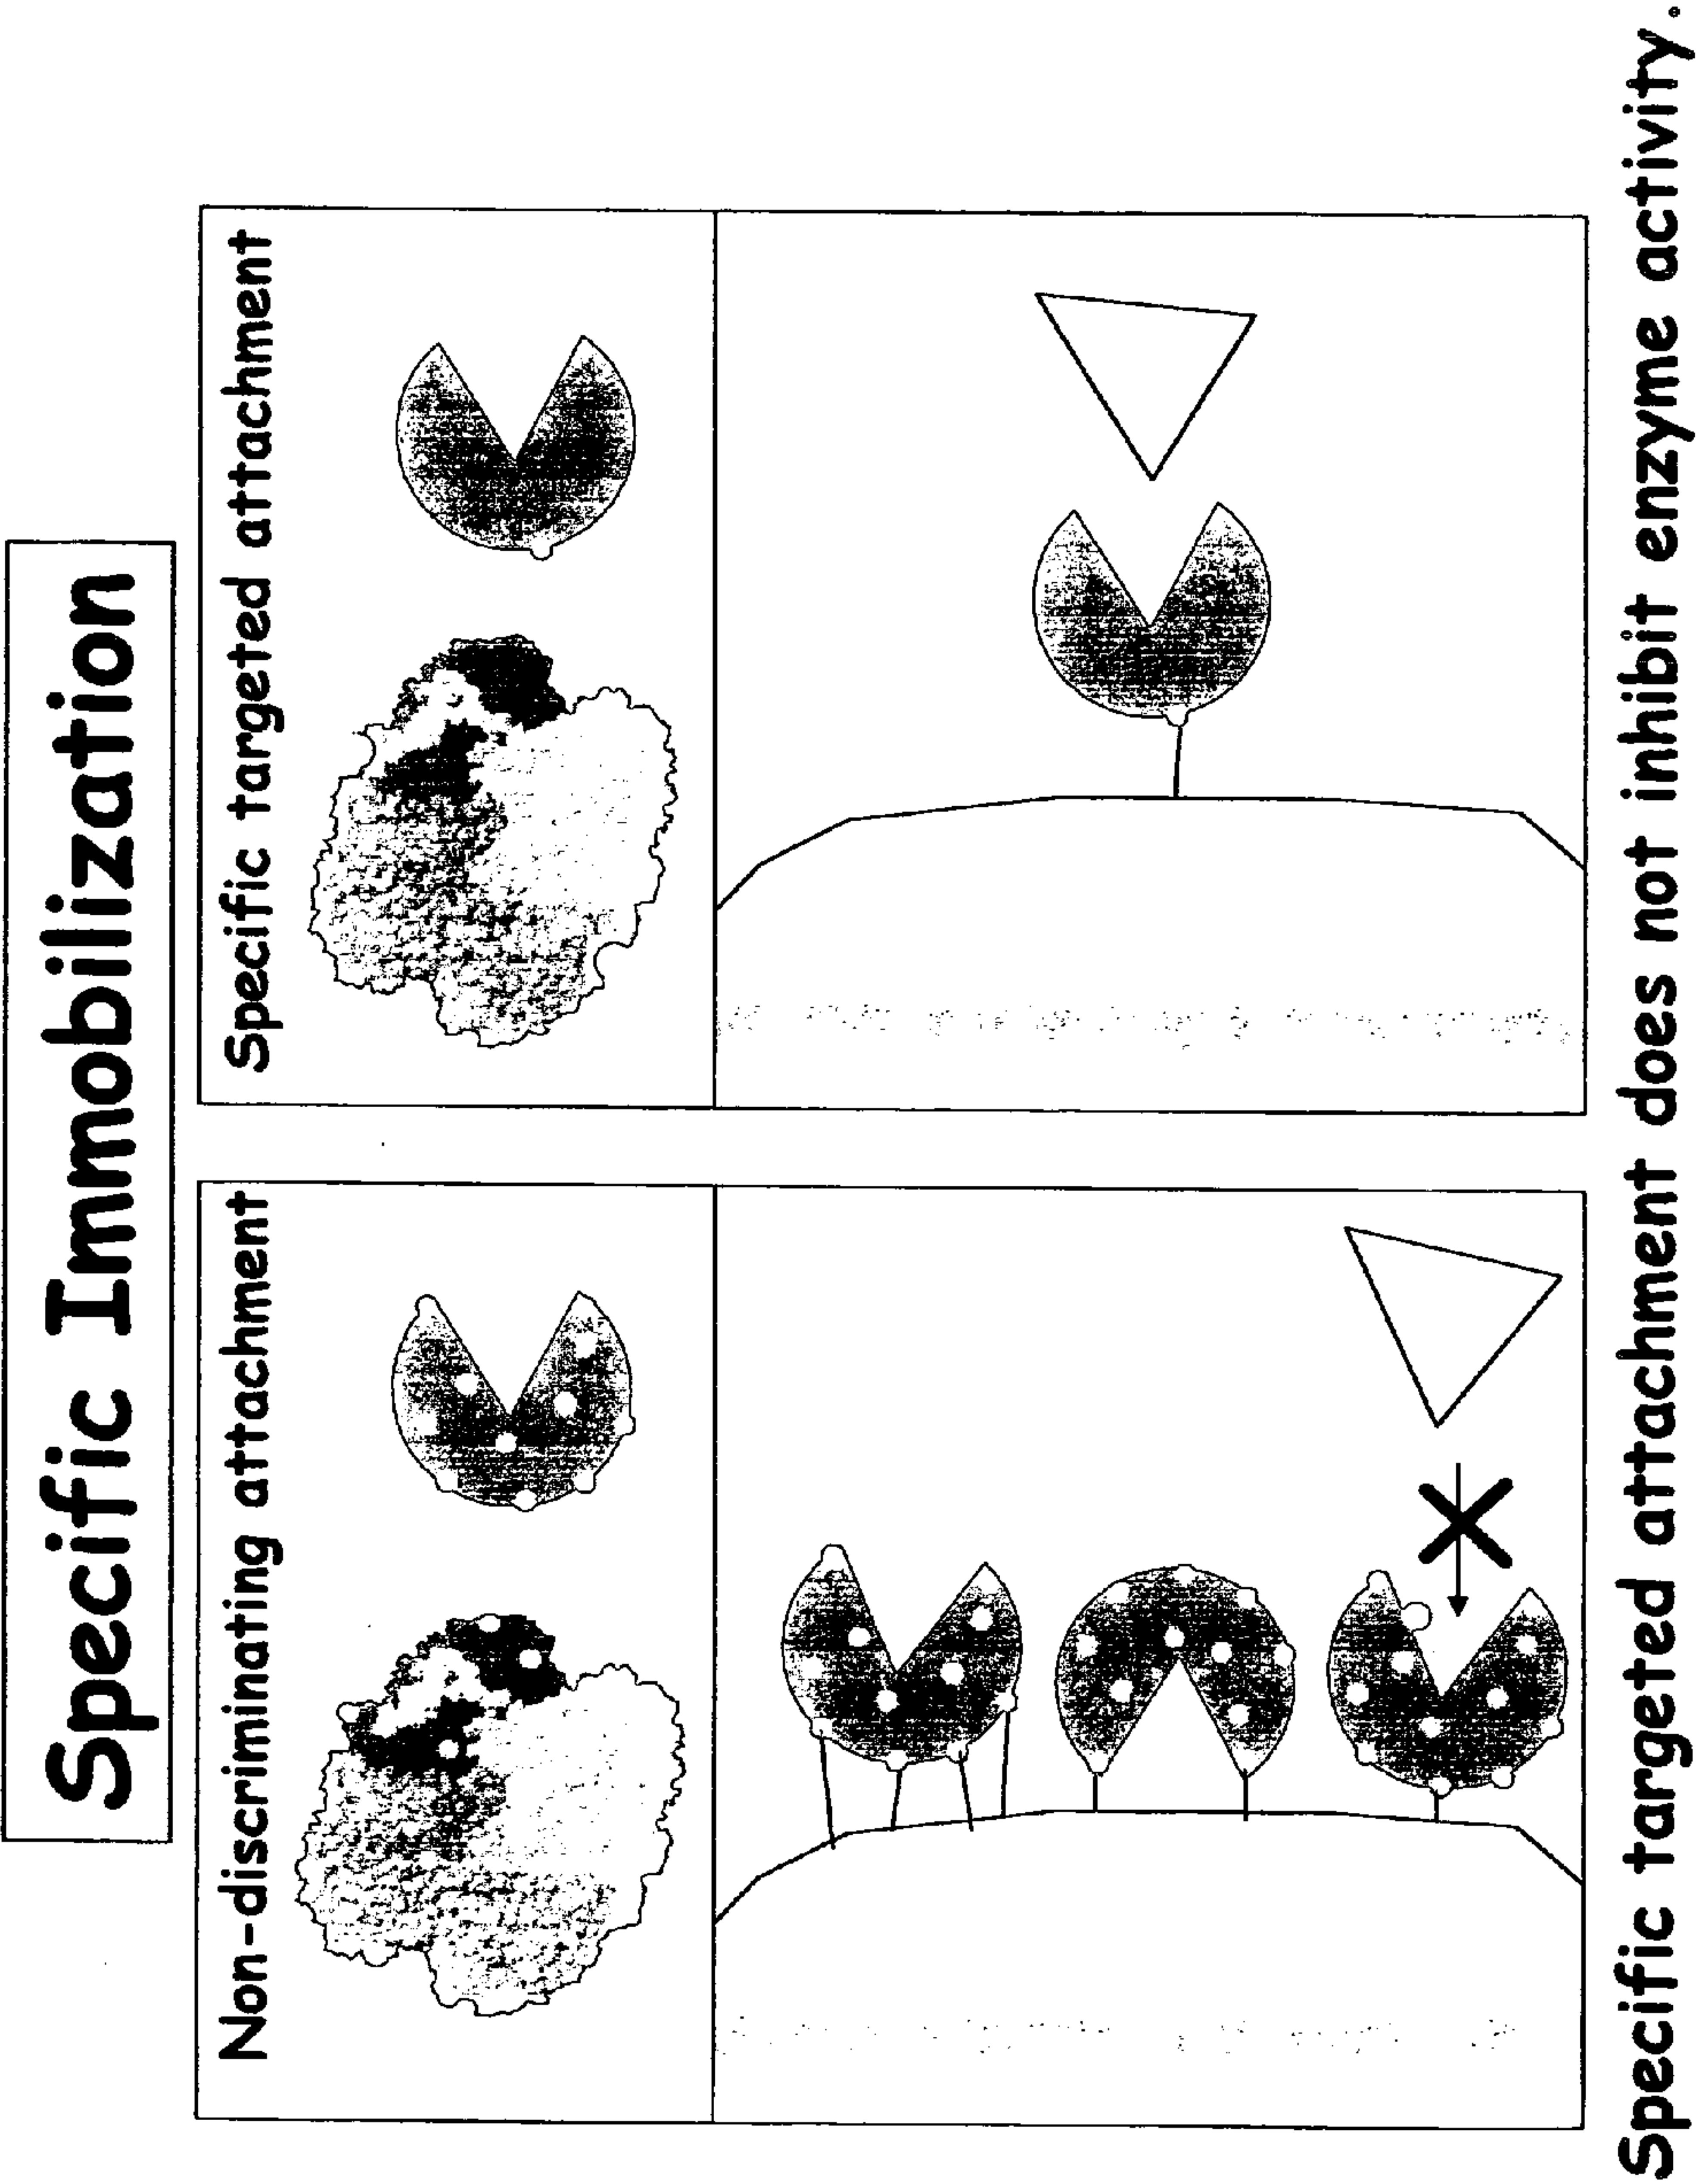 Specific Immobilization
Non-discriminating attachment
Specific targeted attachment
Specific targeted attachment does not inhibit enzyme activity.